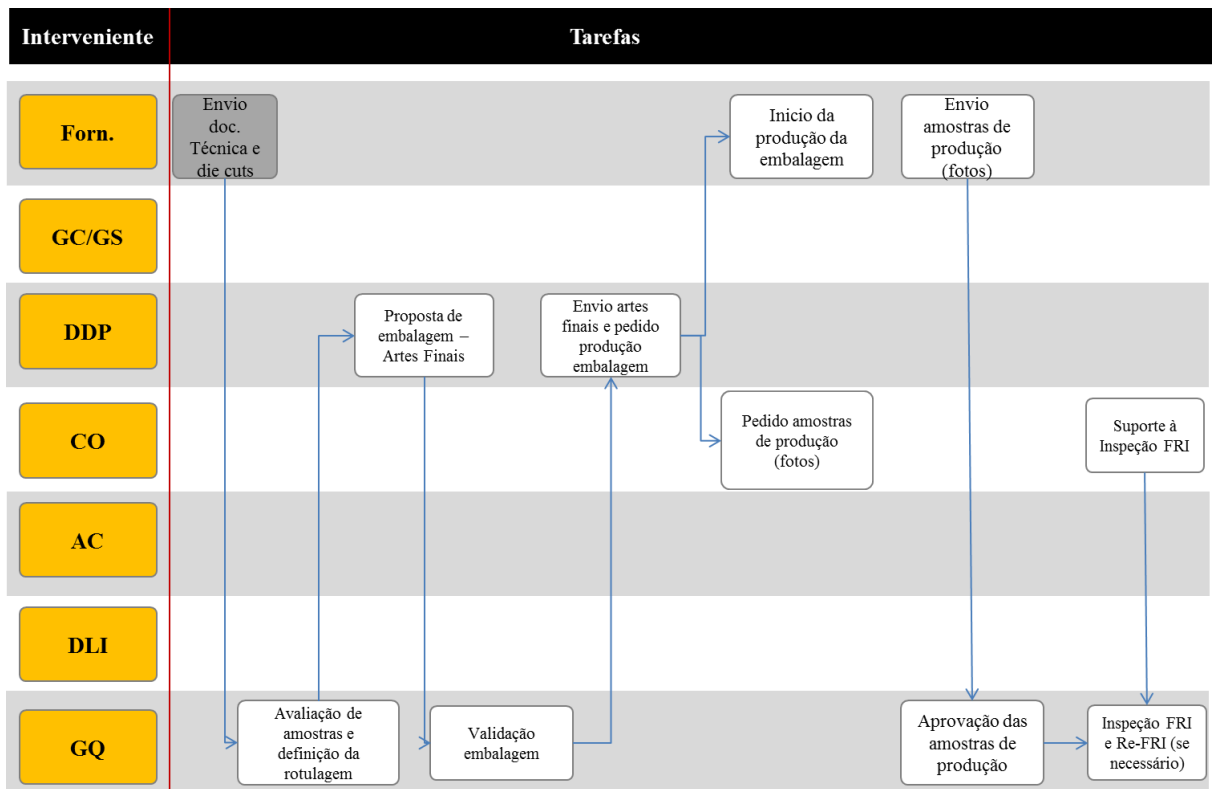 Interveniente
Tarefas
Forn.
Envio
doc.
Técnica e
die cuts
Inicio da
produção da
embalagem
Envio
amostras de
produção
(fotos)
GC/GS
DDP
Proposta de
embalagem –
Artes Finais
Envio artes
finais e pedido
produção
embalagem
CO
Pedido amostras
de produção
(fotos)
Suporte à
Inspeção FRI
AC
DLI
GQ
Avaliação de
amostras e
definição da
rotulagem
Validação
embalagem
Aprovação das
amostras de
produção
Inspeção FRI
e Re-FRI (se
necessário)